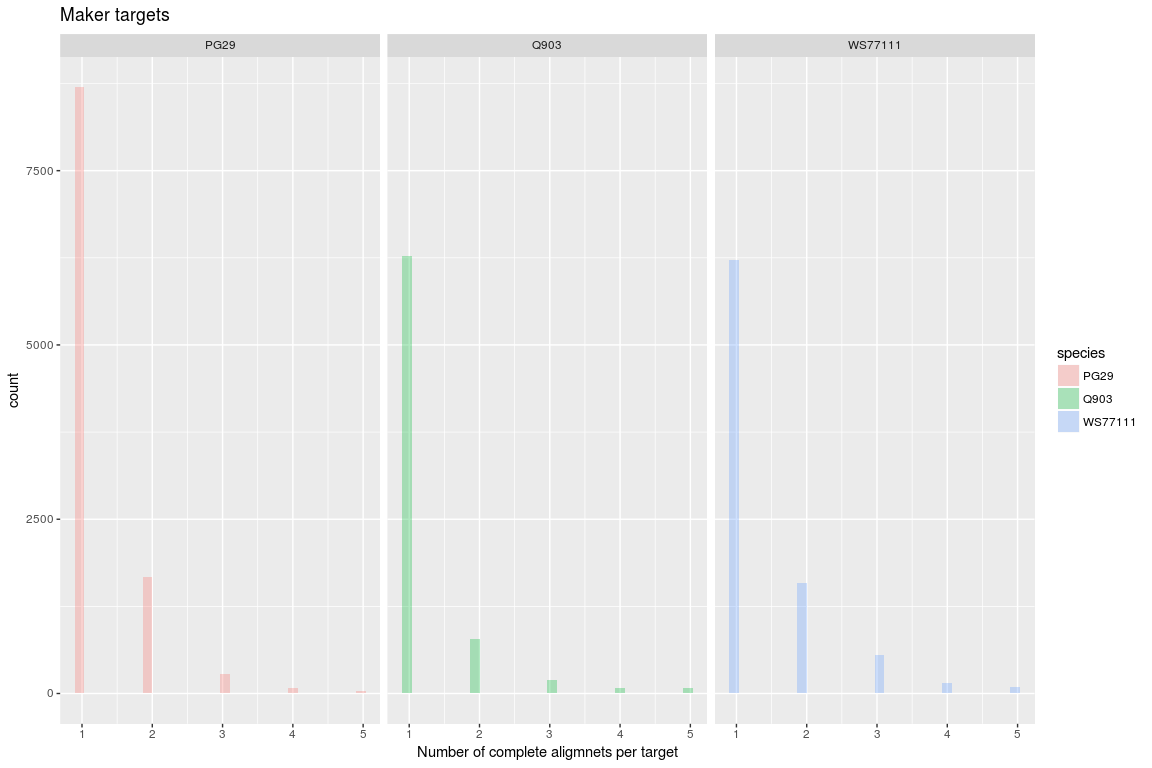 Maker targets
PG29 Q903 WS77111
7500
5000
2500
0
count
1 2 3 4 5 1 2 3 4 5 1 2 3 4 5
Number of complete aligmnets per target
species
PG29
Q903
WS77111